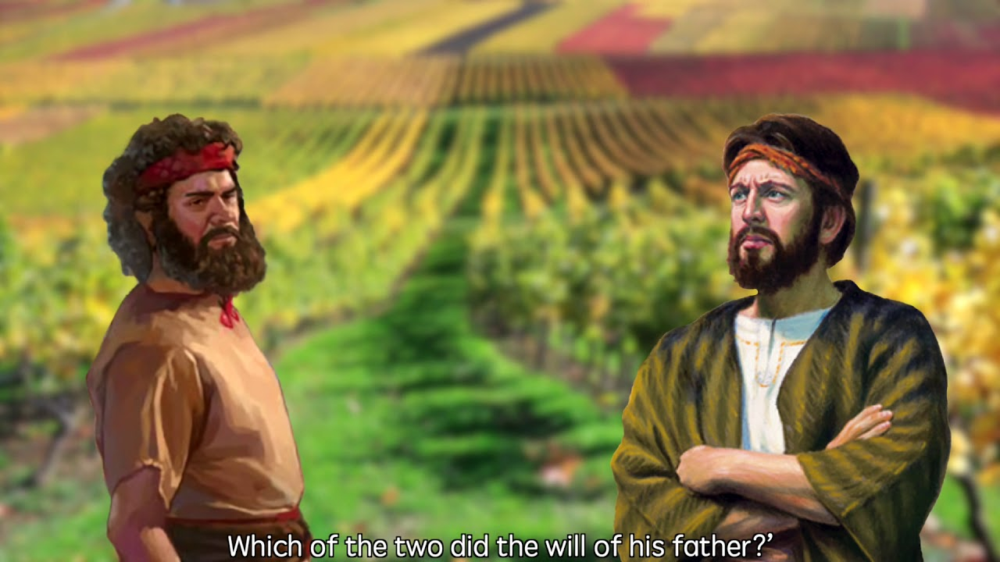 Which of the two did the will of his father?’